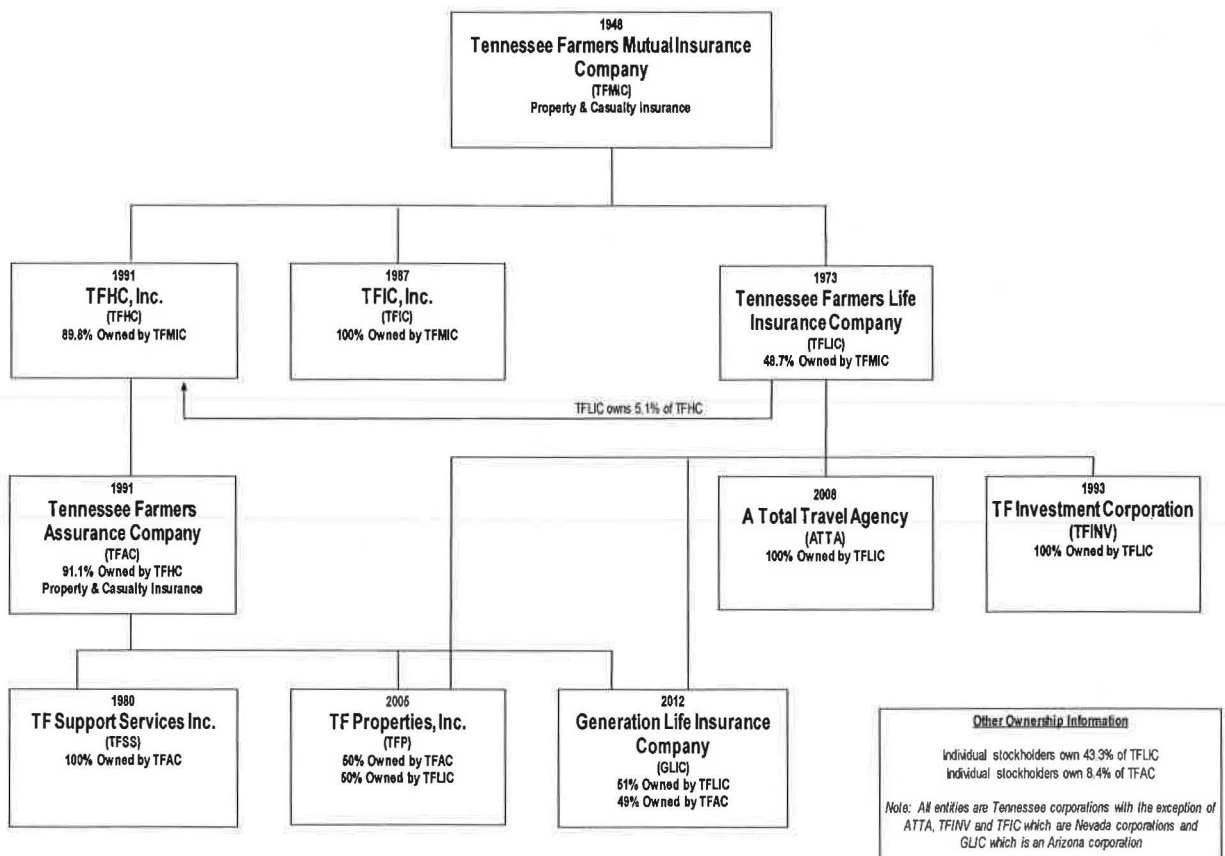 1948
Tennessee Farmers Mutual Insurance
Company
(TFMIC)
Property & Casualty Insurance
1991
TFHC, Inc.
(TFHC)
89.8% Owned by TFMIC
1987
TFIC, Inc.
(TFIC)
100% Owned by TFMIC
1973
Tennessee Farmers Life
Insurance Company
(TFLIC)
48.7% Owned by TFMIC
TFLIC owns 5.1% of TFHC
1991
Tennessee Farmers
Assurance Company
(TFAC)
91.1% Owned by TFHC
Property & Casualty Insurance
2008
A Total Travel Agency
(ATTA)
100% Owned by TFLIC
1993
TF Investment Corporation
(TFINV)
100% Owned by TFLIC
1980
TF Support Services Inc.
(TFSS)
100% Owned by TFAC
2005
TF Properties, Inc.
(TFP)
50% Owned by TFAC
50% Owned by TFLIC
2012
Generation Life Insurance
Company
(GLIC)
51% Owned by TFLIC
49% Owned by TFAC
Other Ownership Information
Individual stockholders own 43.3% of TFLIC
Individual stockholders own 8.4% of TFAC
Note: All entities are Tennessee corporations with the exception of
ATTA, TFINV and TFIC which are Nevada corporations and
GLIC which is an Arizona corporation